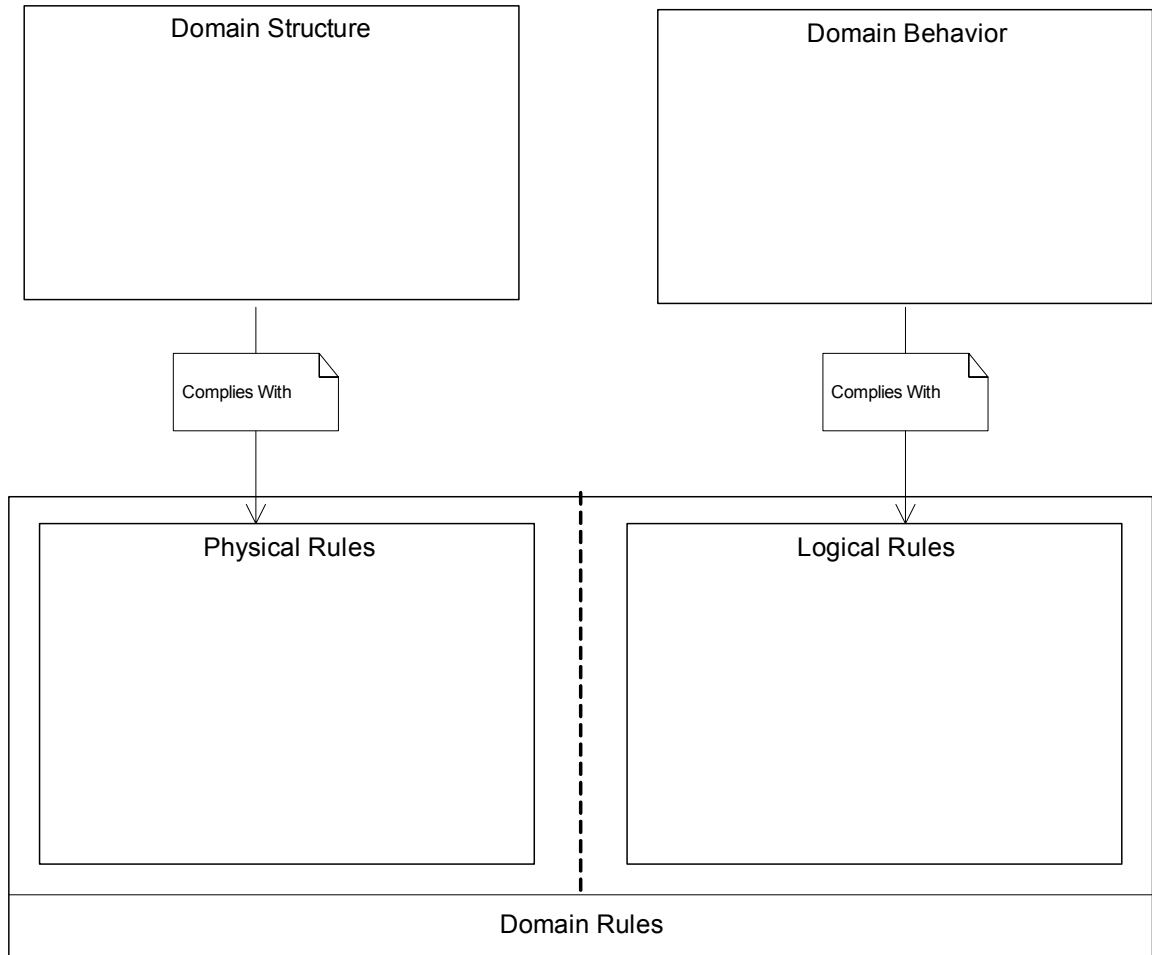 Domain Structure
Domain Behavior
Complies With
Complies With
Physical Rules
Logical Rules
Domain Rules